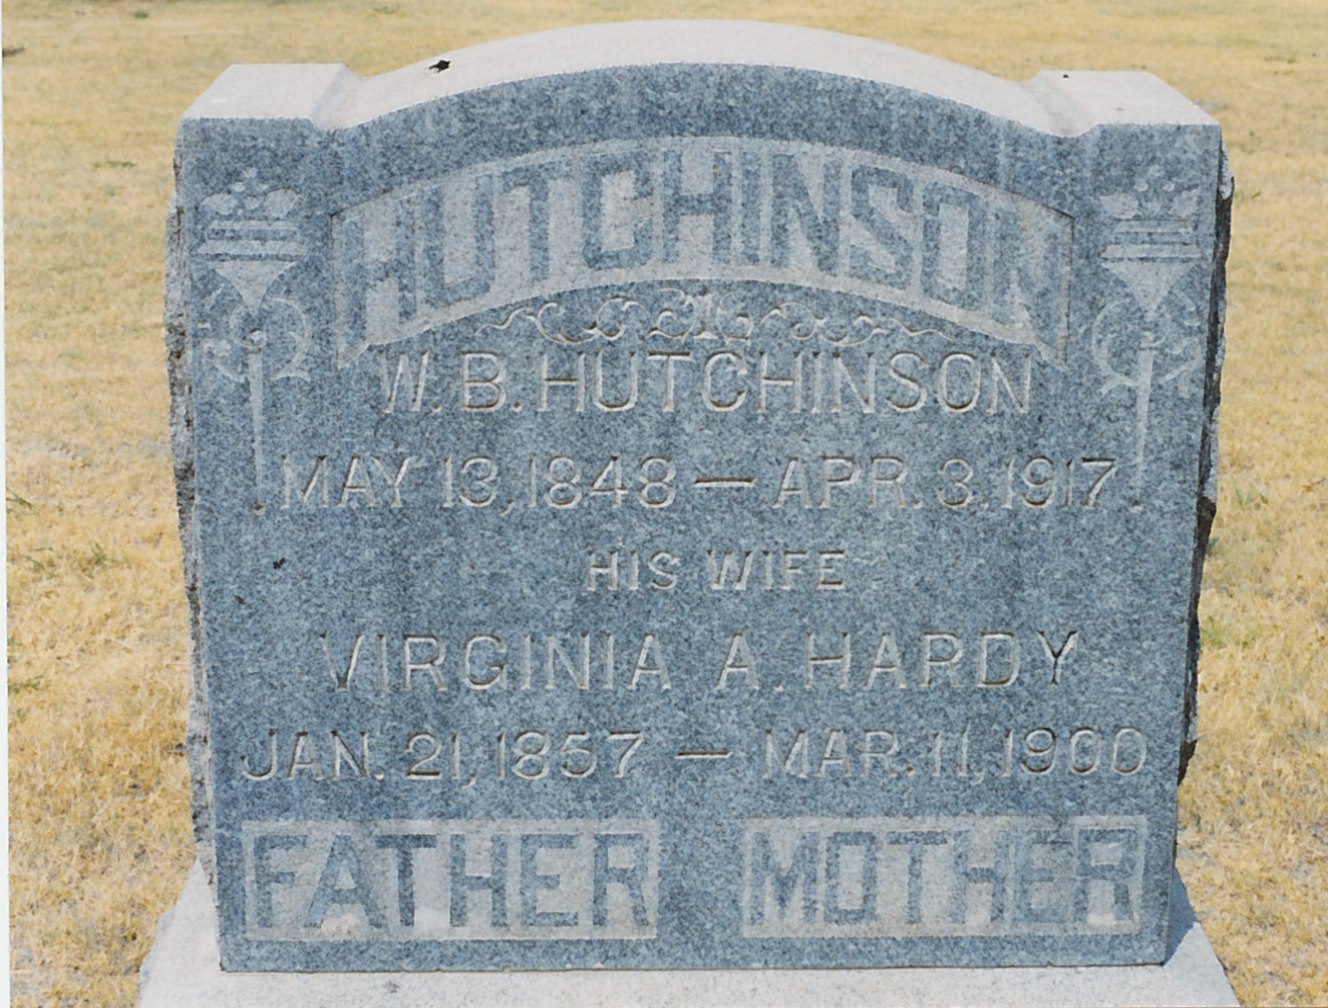 HUTCHINSON
W. B. HUTCHINSON
MAY 13, 1848 — APR. 3, 1917.
HIS WIFE
VIRGINIA A. HARDY
JAN. 21, 1857 — MAR. 11, 1900
FATHER MOTHER